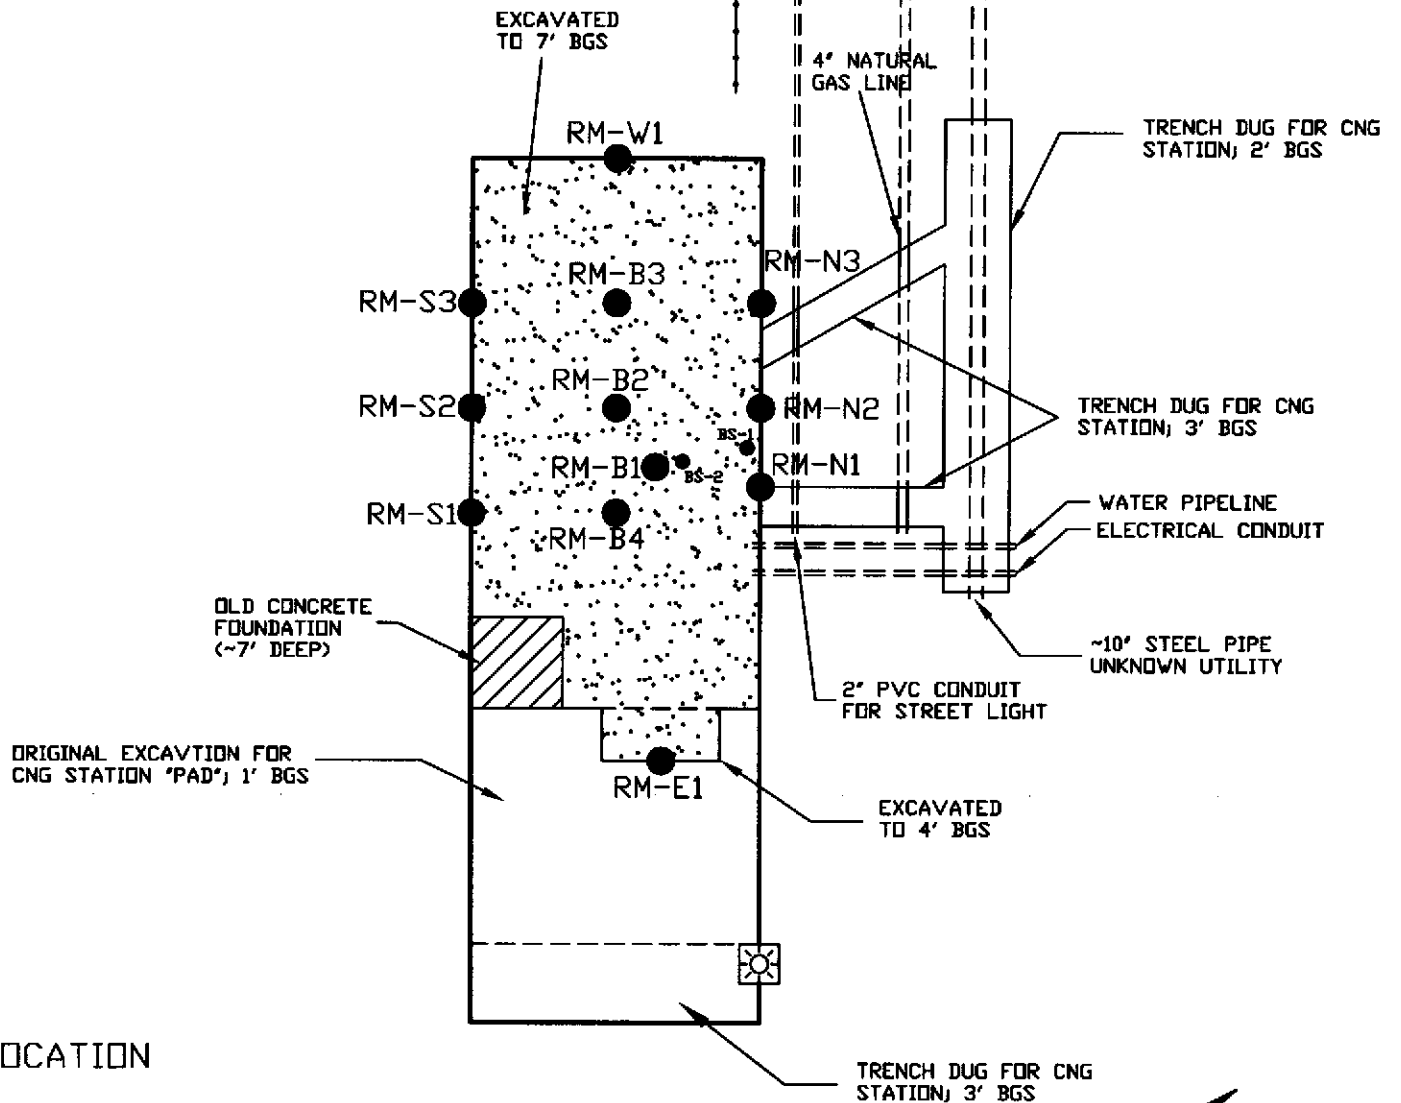 EXCAVATED
TO 7' BGS
4" NATURAL
GAS LINE
TRENCH DUG FOR CNG
STATION; 2' BGS
RM-W1
RM-N3
RM-B3
RM-S3
RM-B2
RM-S2
RM-N2
TRENCH DUG FOR CNG
STATION; 3' BGS
BS-1
RM-B1
BS-2
RM-N1
RM-S1
RM-B4
WATER PIPELINE
ELECTRICAL CONDUIT
OLD CONCRETE
FOUNDATION
(~7' DEEP)
~10" STEEL PIPE
UNKNOWN UTILITY
2" PVC CONDUIT
FOR STREET LIGHT
ORIGINAL EXCAVTION FOR
CNG STATION "PAD"; 1' BGS
RM-E1
EXCAVATED
TO 4' BGS
OCATION
TRENCH DUG FOR CNG
STATION; 3' BGS